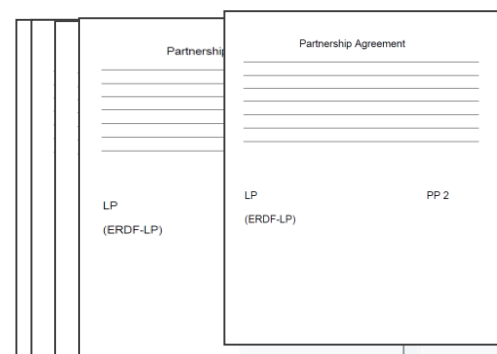 Partnership
LP
(ERDF-LP)
Partnership Agreement
LP PP 2
(ERDF-LP)